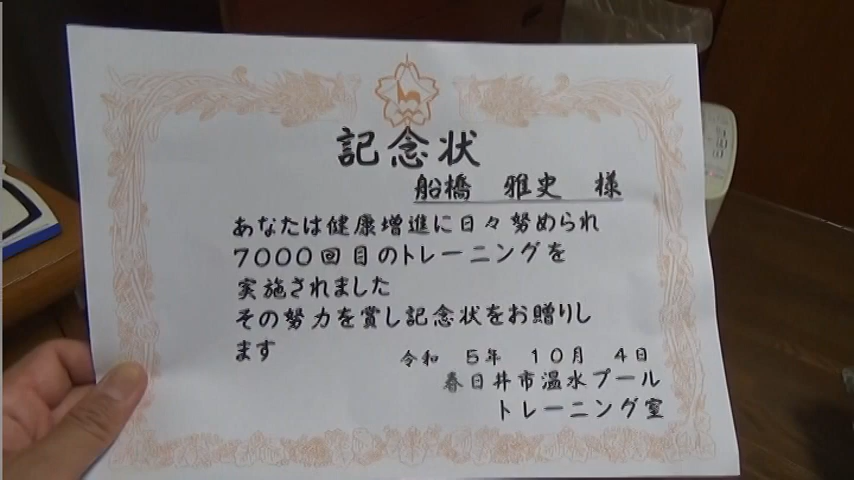 記念状
船橋 雅史 様
あなたは健康増進に日々努められ
7000回目のトレーニングを
実施されました
その努力を賞し記念状をお贈りし
ます
令和 5年 10月 4日
春日井市温水プール
トレーニング室